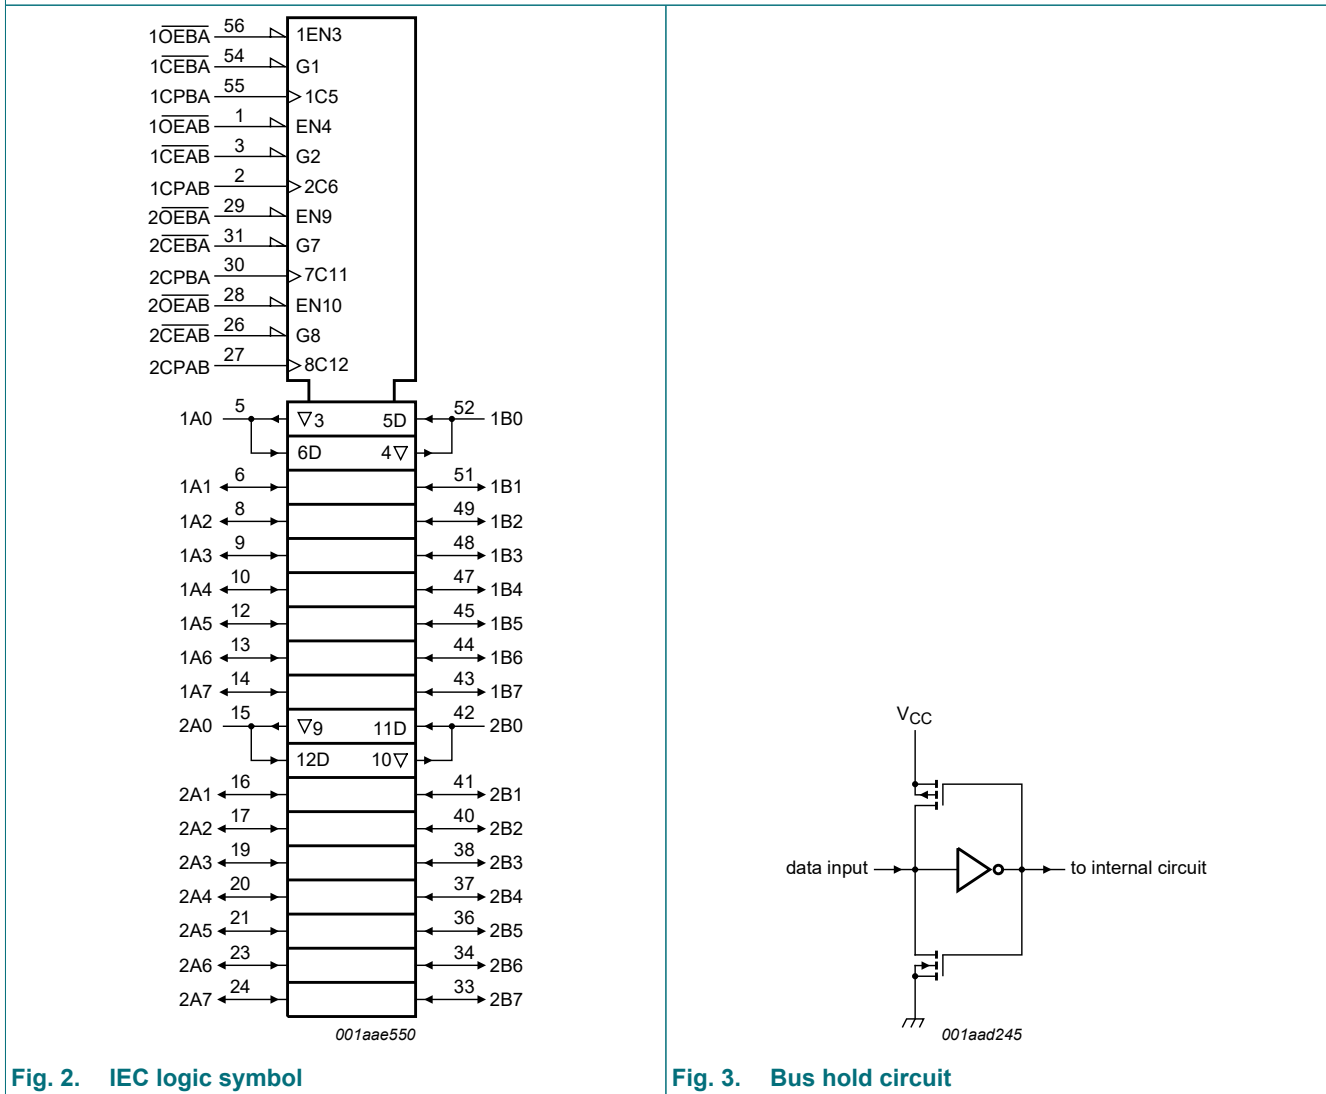 1OEBA 56 1EN3
1CEBA 54 G1
1CPBA 55 1C5
1OEAB 1 EN4
1CEAB 3 G2
1CPAB 2 2C6
2OEBA 29 EN9
2CEBA 31 G7
2CPBA 30 7C11
2OEAB 28 EN10
2CEAB 26 G8
2CPAB 27 8C12
1A0 5 ▽3 5D 52 1B0
6D 4▽
1A1 6 51 1B1
1A2 8 49 1B2
1A3 9 48 1B3
1A4 10 47 1B4
1A5 12 45 1B5
1A6 13 44 1B6
1A7 14 43 1B7
2A0 15 ▽9 11D 42 2B0
12D 10▽
2A1 16 41 2B1
2A2 17 40 2B2
2A3 19 38 2B3
2A4 20 37 2B4
2A5 21 36 2B5
2A6 23 34 2B6
2A7 24 33 2B7
001aae550
Fig. 2. IEC logic symbol
VCC
data input to internal circuit
001aad245
Fig. 3. Bus hold circuit